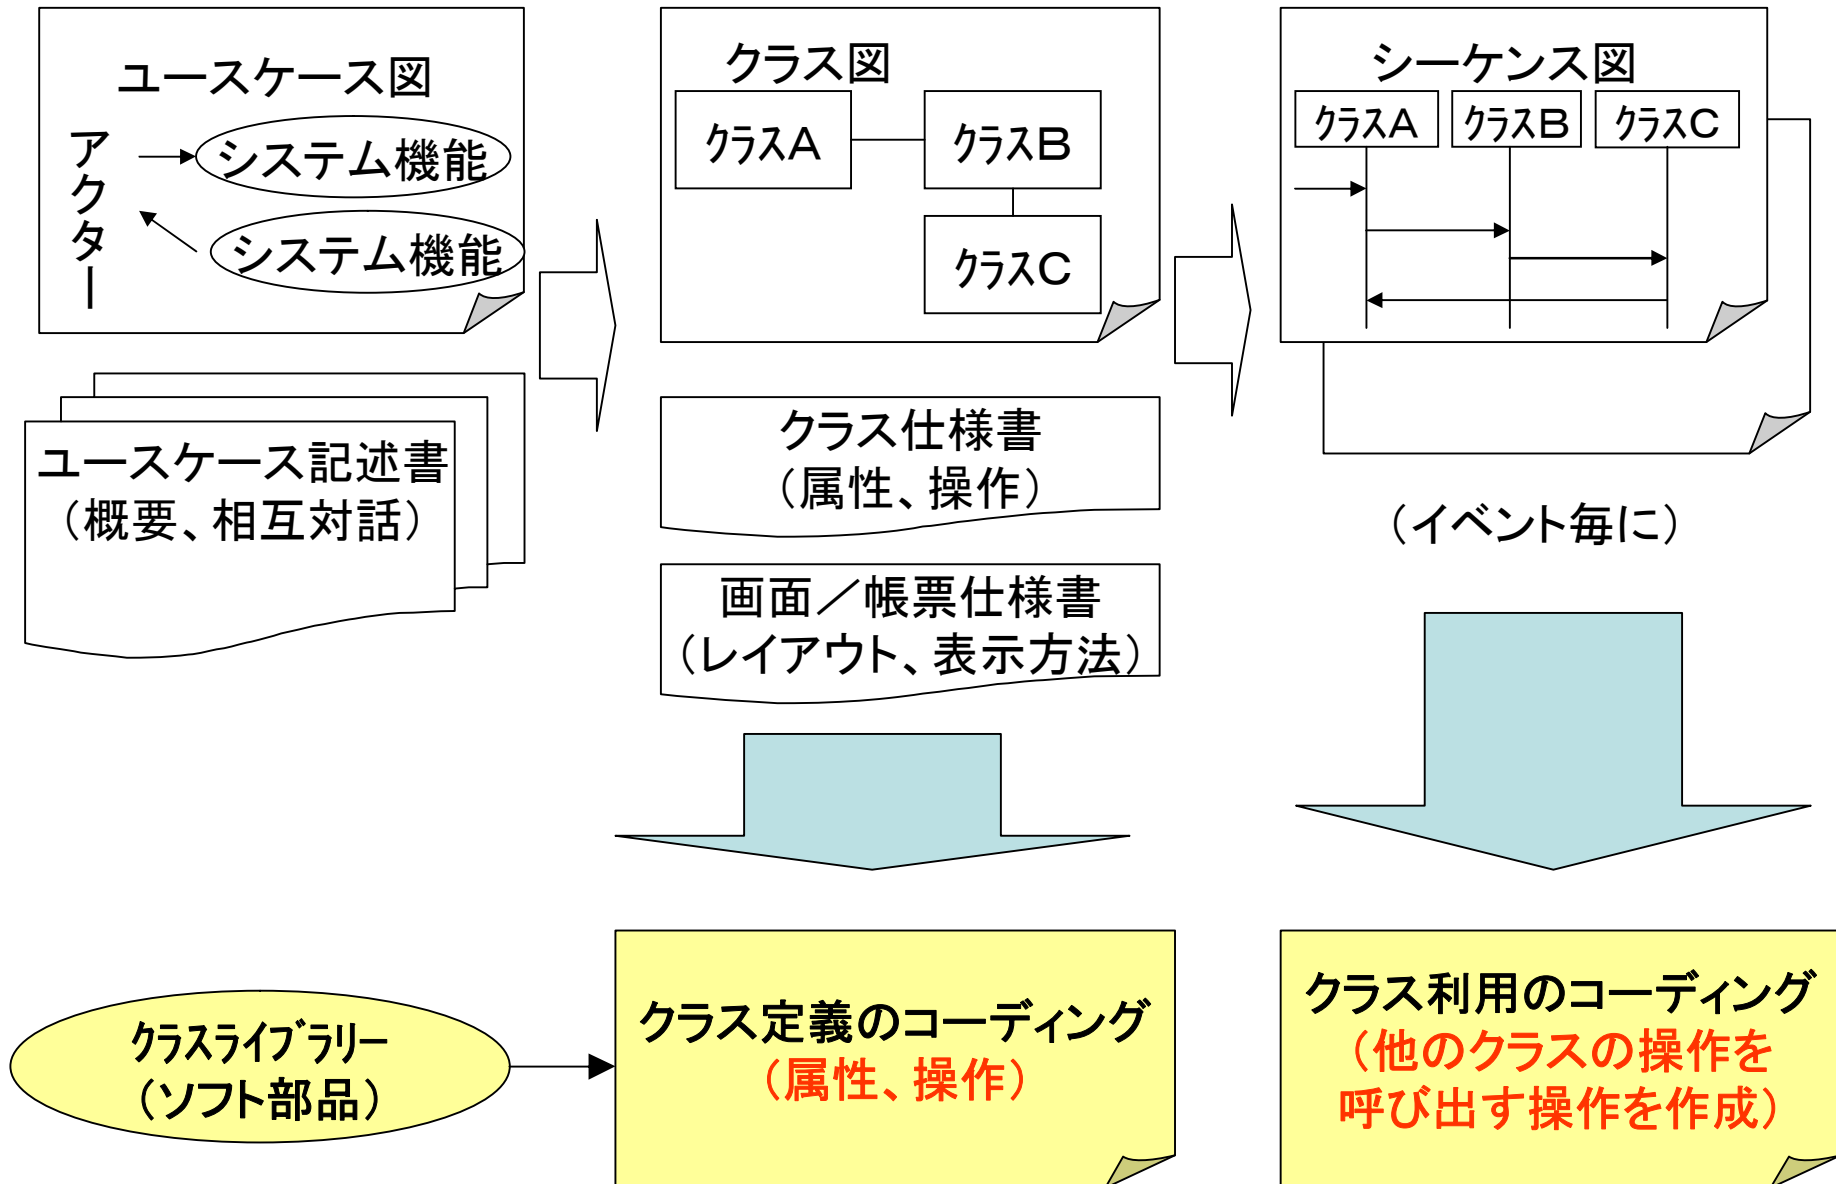 ユースケース図
アクター
システム機能
システム機能
ユースケース記述書
（概要、相互対話）
クラス図
クラスA
クラスB
クラスC
クラス仕様書
（属性、操作）
画面／帳票仕様書
（レイアウト、表示方法）
シーケンス図
クラスA
クラスB
クラスC
（イベント毎に）
クラスライブラリー
（ソフト部品）
クラス定義のコーディング
（属性、操作）
クラス利用のコーディング
（他のクラスの操作を
呼び出す操作を作成）